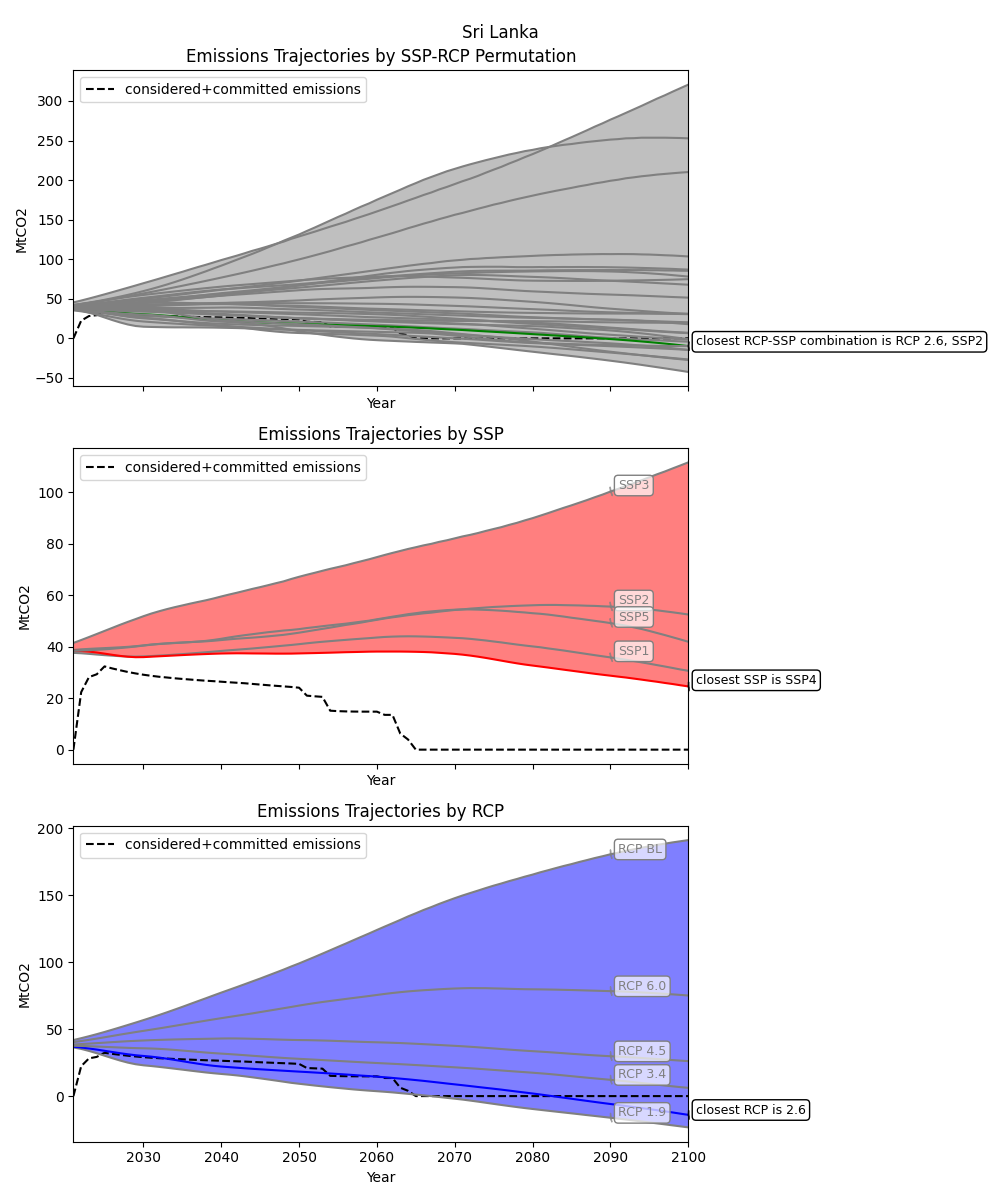 Sri Lanka
Emissions Trajectories by SSP-RCP Permutation
considered+committed emissions
300
250
200
150
100
50
0
−50
MtCO2
closest RCP-SSP combination is RCP 2.6, SSP2
Year
Emissions Trajectories by SSP
considered+committed emissions
100
80
60
40
20
0
MtCO2
SSP3
SSP2
SSP5
SSP1
closest SSP is SSP4
Year
Emissions Trajectories by RCP
considered+committed emissions
200
150
100
50
0
MtCO2
RCP BL
RCP 6.0
RCP 4.5
RCP 3.4
RCP 1.9
closest RCP is 2.6
2030 2040 2050 2060 2070 2080 2090 2100
Year